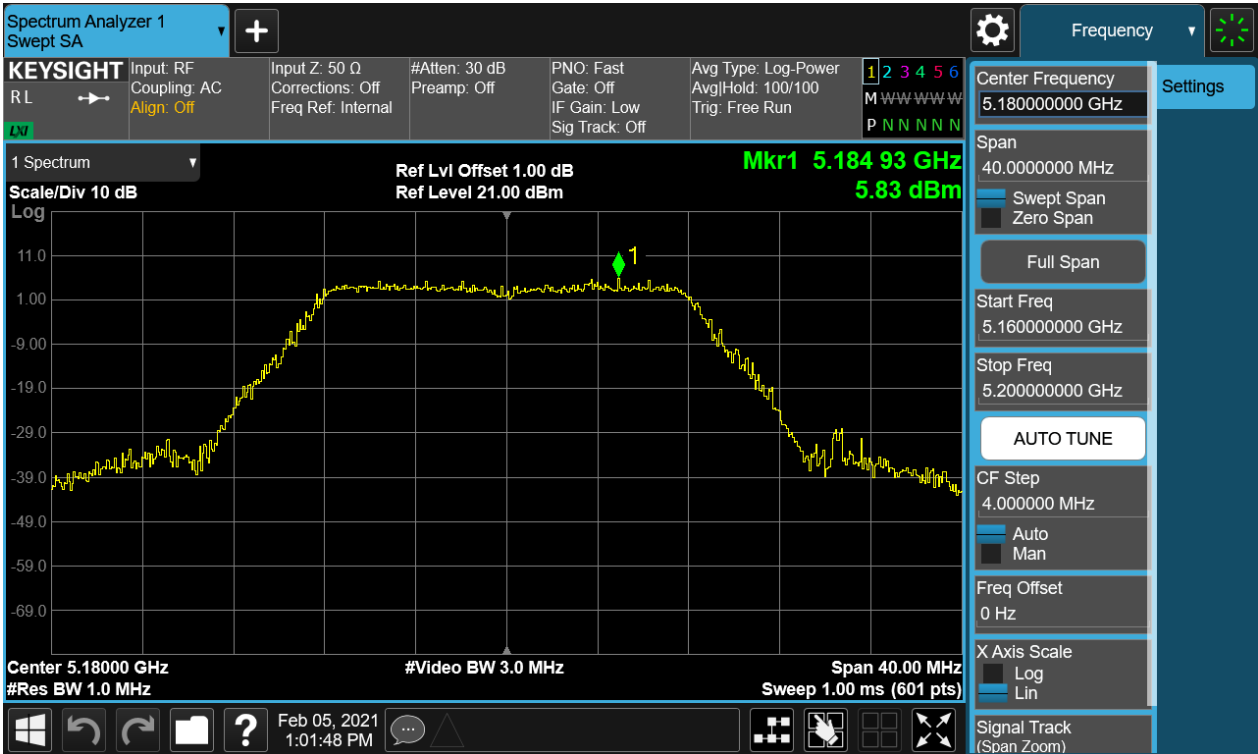 Spectrum Analyzer 1
Swept SA
Frequency
KEYSIGHT
R L
LXI
Input: RF
Coupling: AC
Align: Off
Input Z: 50 Ω
Corrections: Off
Freq Ref: Internal
#Atten: 30 dB
Preamp: Off
PNO: Fast
Gate: Off
IF Gain: Low
Sig Track: Off
Avg Type: Log-Power
Avg|Hold: 100/100
Trig: Free Run
1 2 3 4 5 6
M W W W W W
P N N N N N
1 Spectrum
Scale/Div 10 dB
Log
Ref Lvl Offset 1.00 dB
Ref Level 21.00 dBm
Mkr1 5.184 93 GHz
5.83 dBm
1
11.0
1.00
-9.00
-19.0
-29.0
-39.0
-49.0
-59.0
-69.0
Center 5.18000 GHz
#Res BW 1.0 MHz
#Video BW 3.0 MHz
Span 40.00 MHz
Sweep 1.00 ms (601 pts)
Center Frequency
5.180000000 GHz
Span
40.0000000 MHz
Swept Span
Zero Span
Full Span
Start Freq
5.160000000 GHz
Stop Freq
5.200000000 GHz
AUTO TUNE
CF Step
4.000000 MHz
Auto
Man
Freq Offset
0 Hz
X Axis Scale
Log
Lin
Signal Track
(Span Zoom)
Settings
?
Feb 05, 2021
1:01:48 PM